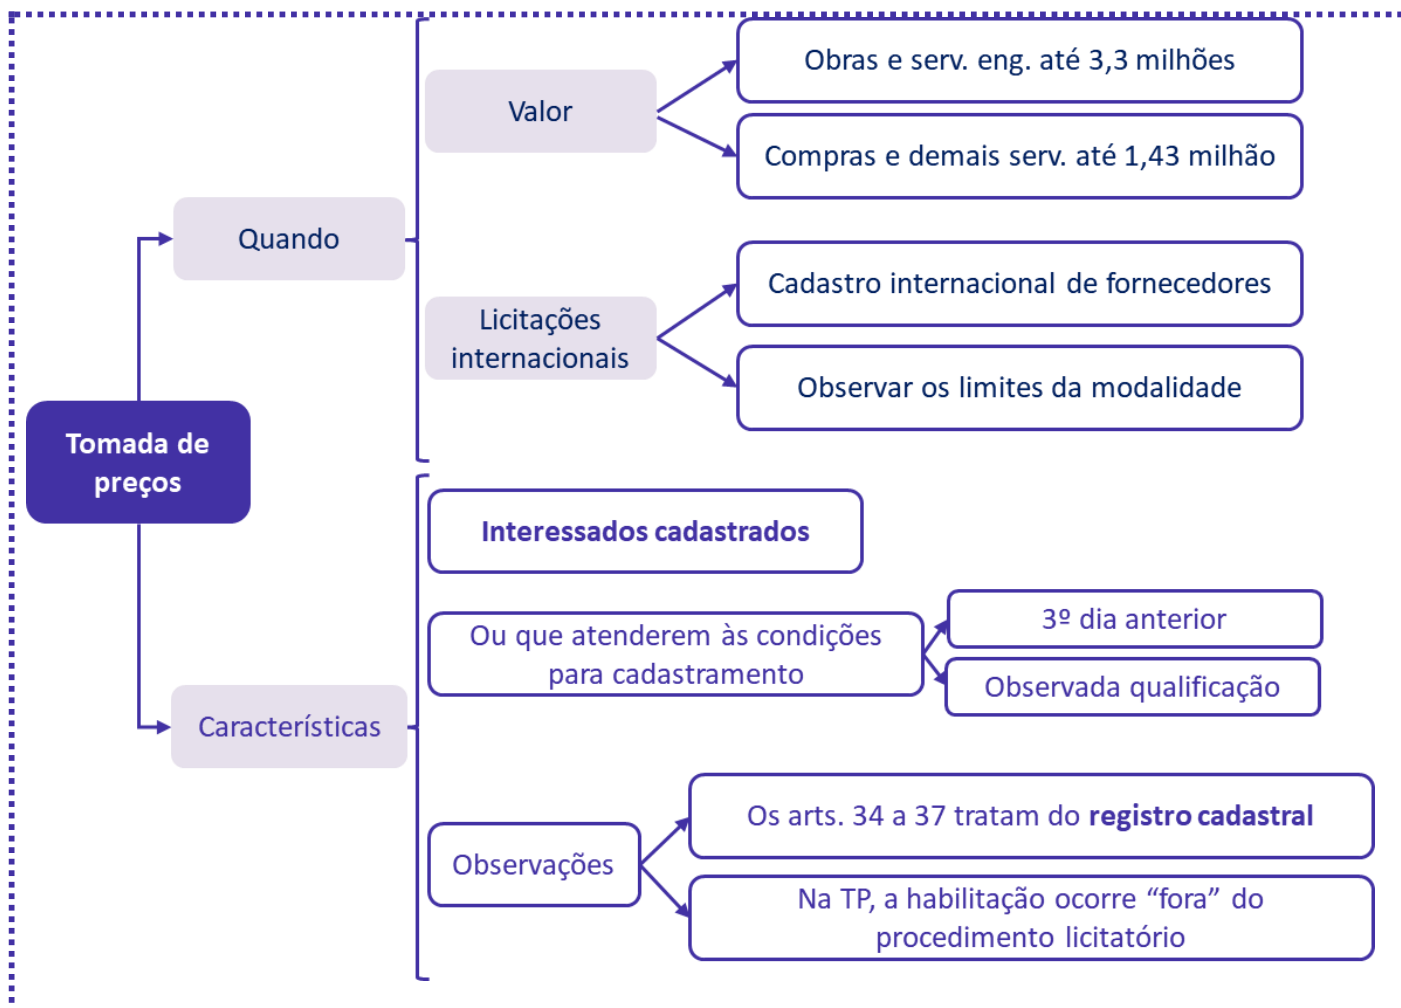 Tomada de
preços
Quando
Valor
Obras e serv. eng. até 3,3 milhões
Compras e demais serv. até 1,43 milhão
Licitações
internacionais
Cadastro internacional de fornecedores
Observar os limites da modalidade
Características
Interessados cadastrados
Ou que atenderem às condições
para cadastramento
3º dia anterior
Observada qualificação
Observações
Os arts. 34 a 37 tratam do registro cadastral
Na TP, a habilitação ocorre “fora” do
procedimento licitatório